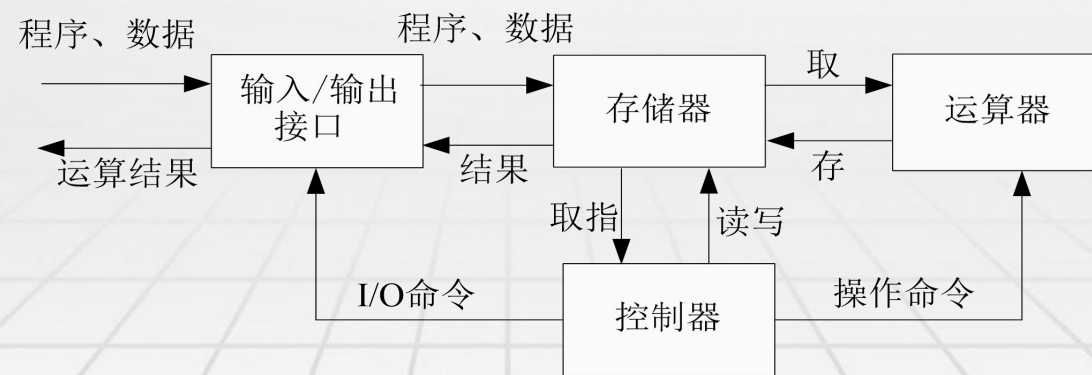 程序、数据
程序、数据
取
输入/输出
接口
存储器
运算器
运算结果
结果
存
取指
读写
I/O命令
控制器
操作命令